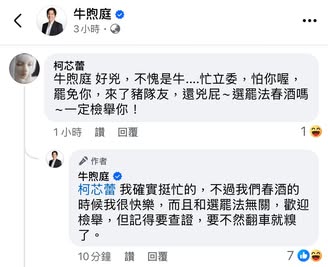 牛煦庭
3小時・
柯芯蕾
牛煦庭 好兇，不愧是牛....忙立委，怕你喔，
罷免你，來了豬隊友，還兇屁~選罷法春酒嗎
~一定檢舉你！
1小時 讚 回覆 1
作者
牛煦庭
柯芯蕾 我確實挺忙的，不過我們春酒的
時候我很快樂，而且和選罷法無關，歡迎
檢舉，但記得要查證，要不然翻車就糗
了。
10分鐘 讚 回覆 7